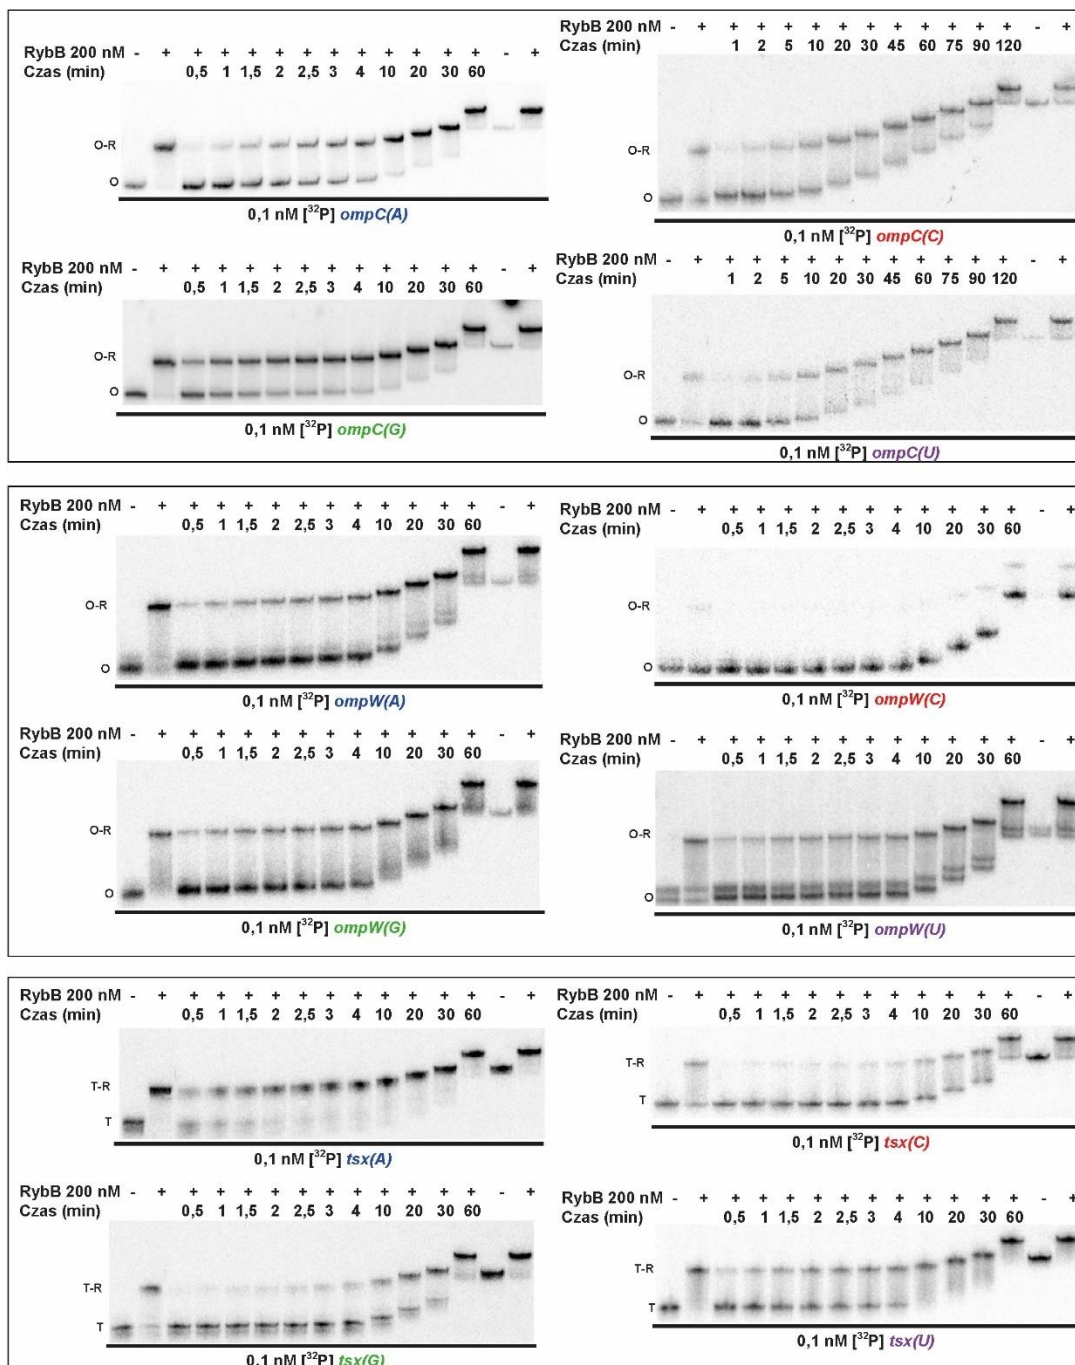 RybB 200 nM - + + + + + + + + + + + + - +
Czas (min) 0,5 1 1,5 2 2,5 3 4 10 20 30 60
O-R
O
0,1 nM [³²P] ompC(A)
RybB 200 nM - + + + + + + + + + + + + - +
Czas (min) 1 2 5 10 20 30 45 60 75 90 120
O-R
O
0,1 nM [³²P] ompC(C)
RybB 200 nM - + + + + + + + + + + + + - +
Czas (min) 0,5 1 1,5 2 2,5 3 4 10 20 30 60
O-R
O
0,1 nM [³²P] ompC(G)
RybB 200 nM - + + + + + + + + + + + + - +
Czas (min) 1 2 5 10 20 30 45 60 75 90 120
O-R
O
0,1 nM [³²P] ompC(U)
RybB 200 nM - + + + + + + + + + + + + - +
Czas (min) 0,5 1 1,5 2 2,5 3 4 10 20 30 60
O-R
O
0,1 nM [³²P] ompW(A)
RybB 200 nM - + + + + + + + + + + + + - +
Czas (min) 0,5 1 1,5 2 2,5 3 4 10 20 30 60
O-R
O
0,1 nM [³²P] ompW(C)
RybB 200 nM - + + + + + + + + + + + + - +
Czas (min) 0,5 1 1,5 2 2,5 3 4 10 20 30 60
O-R
O
0,1 nM [³²P] ompW(G)
RybB 200 nM - + + + + + + + + + + + + - +
Czas (min) 0,5 1 1,5 2 2,5 3 4 10 20 30 60
O-R
O
0,1 nM [³²P] ompW(U)
RybB 200 nM - + + + + + + + + + + + + - +
Czas (min) 0,5 1 1,5 2 2,5 3 4 10 20 30 60
T-R
T
0,1 nM [³²P] tsx(A)
RybB 200 nM - + + + + + + + + + + + + - +
Czas (min) 0,5 1 1,5 2 2,5 3 4 10 20 30 60
T-R
T
0,1 nM [³²P] tsx(C)
RybB 200 nM - + + + + + + + + + + + + - +
Czas (min) 0,5 1 1,5 2 2,5 3 4 10 20 30 60
T-R
T
0,1 nM [³²P] tsx(G)
RybB 200 nM - + + + + + + + + + + + + - +
Czas (min) 0,5 1 1,5 2 2,5 3 4 10 20 30 60
T-R
T
0,1 nM [³²P] tsx(U)